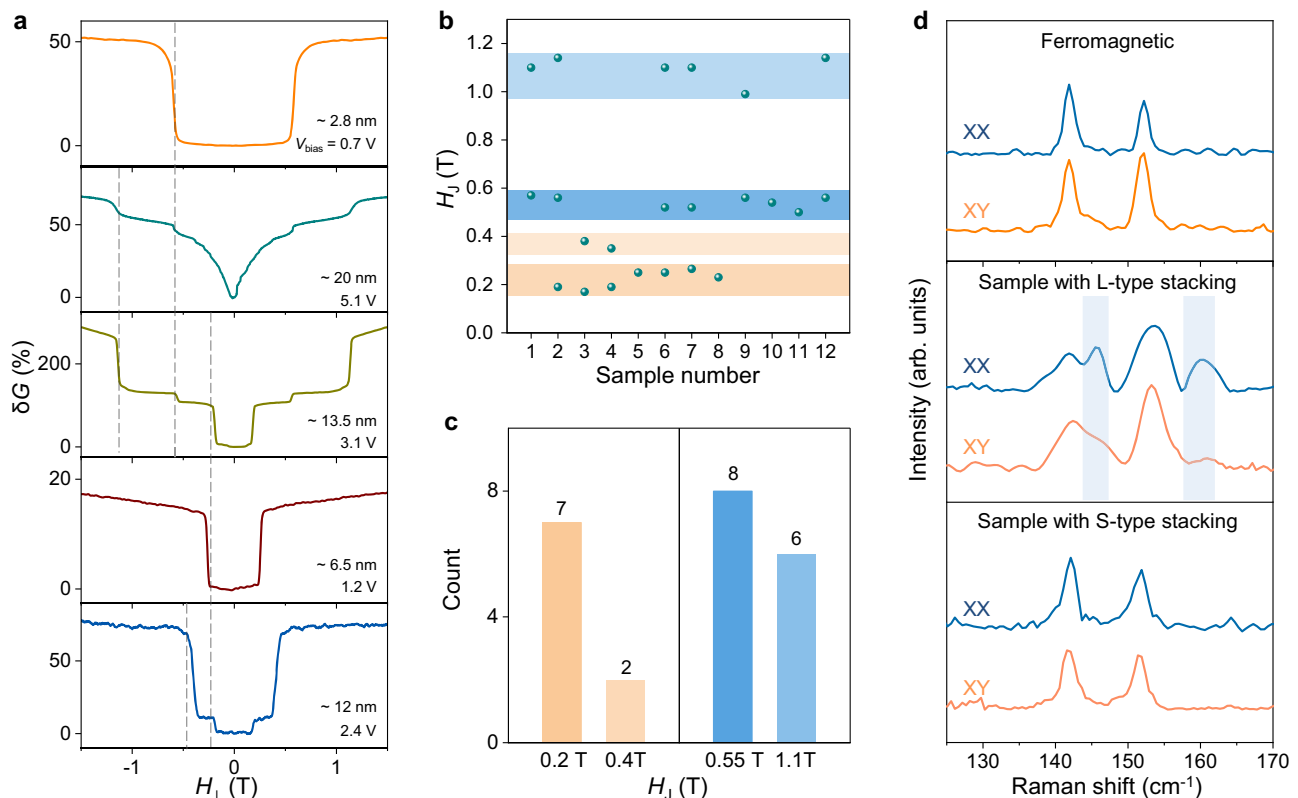 a
δG (%)
50
0
~ 2.8 nm
Vbias = 0.7 V
50
0
~ 20 nm
5.1 V
200
0
~ 13.5 nm
3.1 V
20
0
~ 6.5 nm
1.2 V
50
0
~ 12 nm
2.4 V
-1 0 1
H⊥ (T)
b
HJ (T)
1.2
1.0
0.8
0.6
0.4
0.2
0.0
1 2 3 4 5 6 7 8 9 10 11 12
Sample number
c
Count
8
4
0
7
2
8
6
0.2 T 0.4T 0.55 T 1.1T
HJ (T)
d
Intensity (arb. units)
Ferromagnetic
XX
XY
Sample with L-type stacking
XX
XY
Sample with S-type stacking
XX
XY
130 140 150 160 170
Raman shift (cm⁻¹)